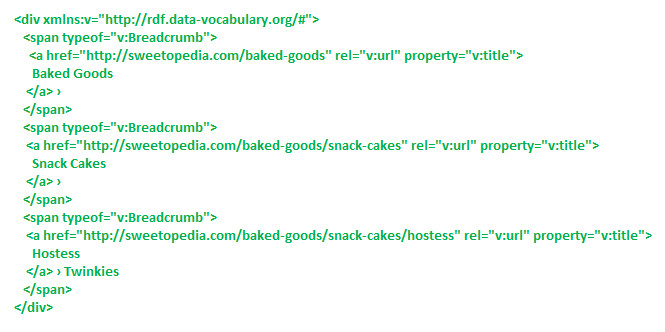 <div xmlns:v="http://rdf.data-vocabulary.org/#">
<span typeof="v:Breadcrumb">
<a href="http://sweetopedia.com/baked-goods" rel="v:url" property="v:title">
Baked Goods
</a> ›
</span>
<span typeof="v:Breadcrumb">
<a href="http://sweetopedia.com/baked-goods/snack-cakes" rel="v:url" property="v:title">
Snack Cakes
</a> ›
</span>
<span typeof="v:Breadcrumb">
<a href="http://sweetopedia.com/baked-goods/snack-cakes/hostess" rel="v:url" property="v:title">
Hostess
</a> › Twinkies
</span>
</div>